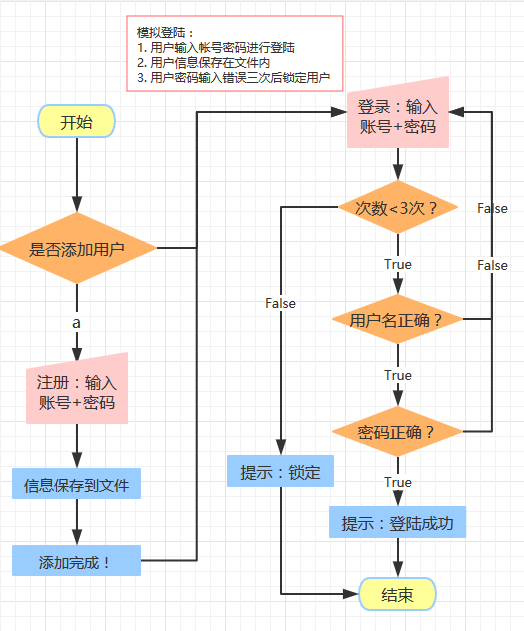 模拟登陆：
1. 用户输入帐号密码进行登陆
2. 用户信息保存在文件内
3. 用户密码输入错误三次后锁定用户
开始
是否添加用户
a
注册：输入
账号+密码
信息保存到文件
添加完成！
登录：输入
账号+密码
次数<3次？
False
True
False
用户名正确？
False
True
密码正确？
True
提示：锁定
提示：登陆成功
结束